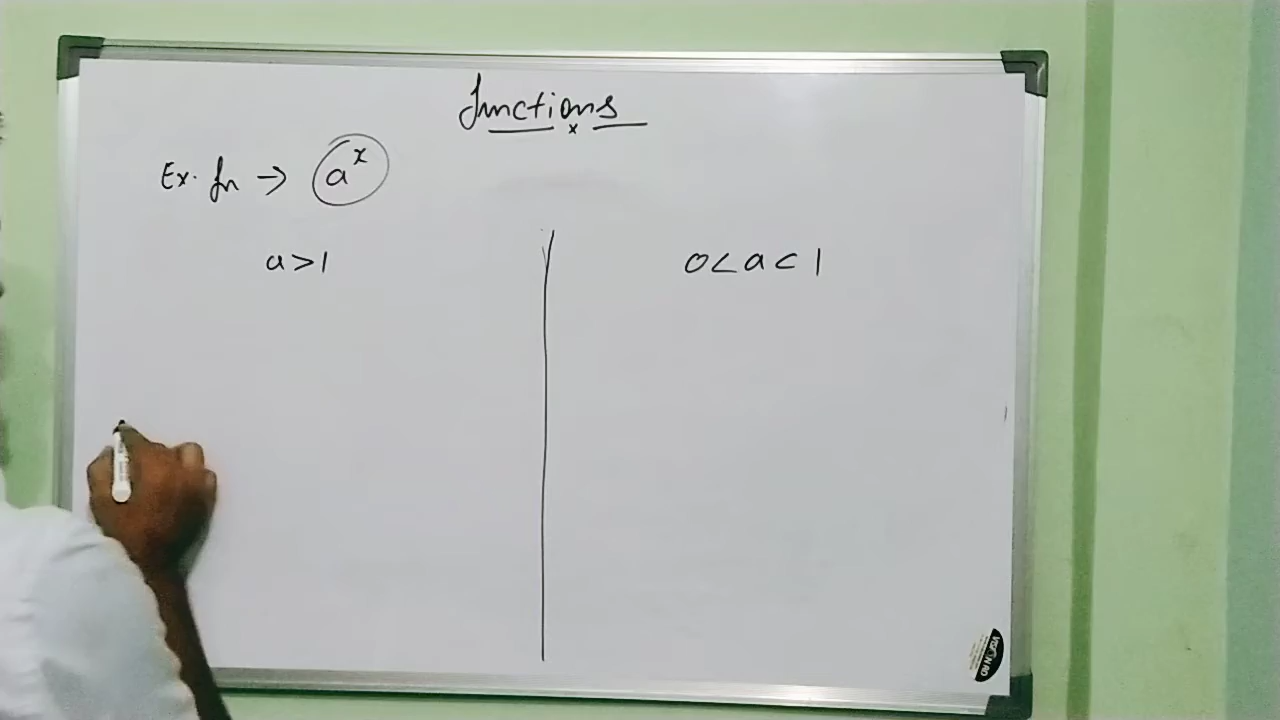 Functions
x
Ex. fn → a^x
a > 1
0 < a < 1